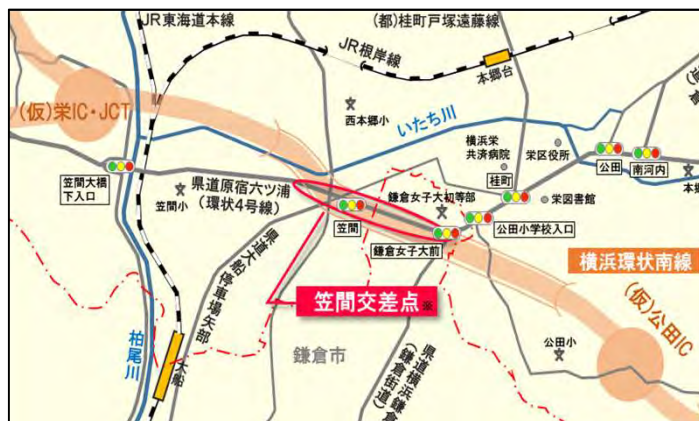 JR東海道本線
(都)桂町戸塚遠藤線
JR根岸線
本郷台
(仮)栄IC・JCT
西本郷小
いたち川
横浜栄
共済病院
栄区役所
公田
南河内
笠間大橋
下入口
笠間小
県道原宿六ツ浦
(環状4号線)
鎌倉女子大初等部
桂町
栄図書館
笠間
鎌倉女子大前
公田小学校入口
県道大船停車場矢部
横浜環状南線
笠間交差点※
(仮)公田IC
柏尾川
大船
鎌倉市
県道横浜鎌倉
(鎌倉街道)
公田小